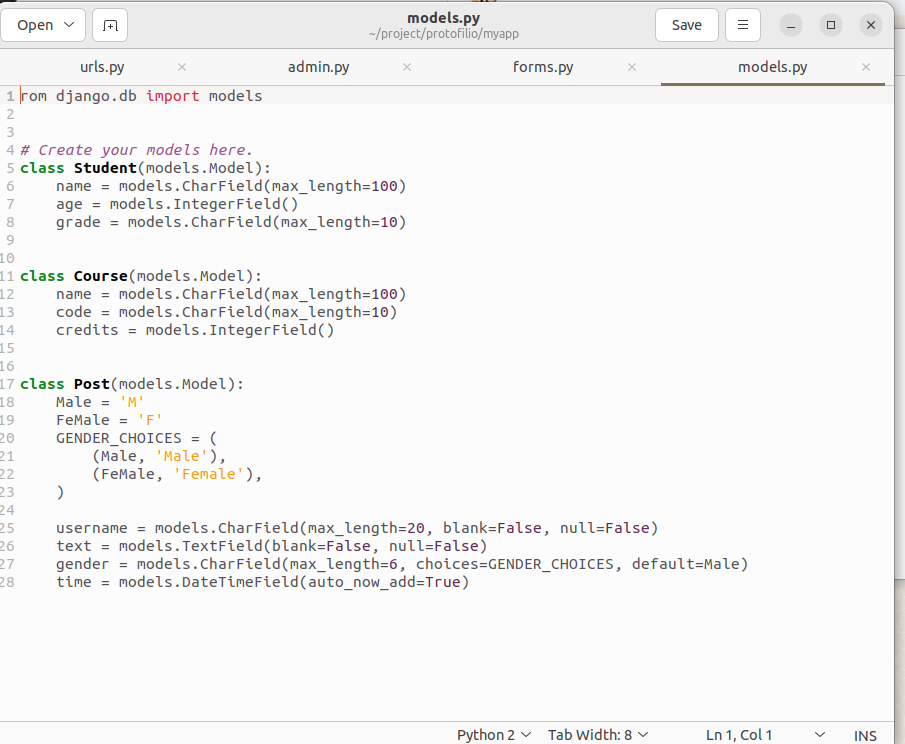 Open
models.py
~/project/protofilio/myapp
Save
urls.py
admin.py
forms.py
models.py
1 rom django.db import models
2
3
4 # Create your models here.
5 class Student(models.Model):
6     name = models.CharField(max_length=100)
7     age = models.IntegerField()
8     grade = models.CharField(max_length=10)
9
10
11 class Course(models.Model):
12     name = models.CharField(max_length=100)
13     code = models.CharField(max_length=10)
14     credits = models.IntegerField()
15
16
17 class Post(models.Model):
18     Male = 'M'
19     FeMale = 'F'
20     GENDER_CHOICES = (
21         (Male, 'Male'),
22         (FeMale, 'Female'),
23     )
24
25     username = models.CharField(max_length=20, blank=False, null=False)
26     text = models.TextField(blank=False, null=False)
27     gender = models.CharField(max_length=6, choices=GENDER_CHOICES, default=Male)
28     time = models.DateTimeField(auto_now_add=True)
Python 2 Tab Width: 8 Ln 1, Col 1 INS